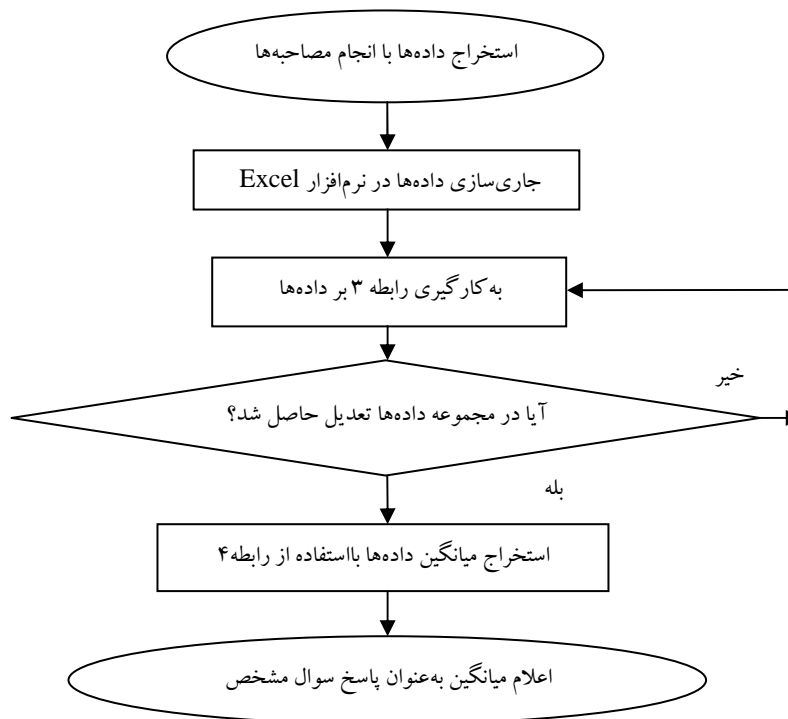 استخراج داده‌ها با انجام مصاحبه‌ها
جاری‌سازی داده‌ها در نرم‌افزار Excel
به‌کارگیری رابطه ۳ بر داده‌ها
خیر
آیا در مجموعه داده‌ها تعدیل حاصل شد؟
بله
استخراج میانگین داده‌ها بااستفاده از رابطه۴
اعلام میانگین به‌عنوان پاسخ سوال مشخص